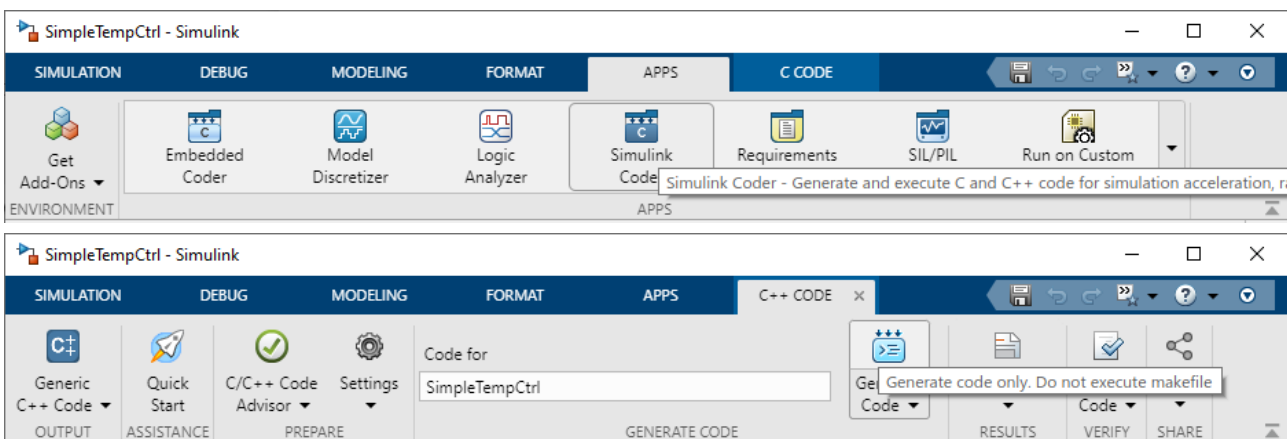 SimpleTempCtrl - Simulink
SIMULATION DEBUG MODELING FORMAT APPS C CODE
Get Add-Ons
Embedded Coder
Model Discretizer
Logic Analyzer
Simulink
Requirements
SIL/PIL
Run on Custom
Simulink Coder - Generate and execute C and C++ code for simulation acceleration,
ENVIRONMENT APPS
SimpleTempCtrl - Simulink
SIMULATION DEBUG MODELING FORMAT APPS C++ CODE
Generic
C++ Code
Quick
Start
C/C++ Code
Advisor
Settings
Code for
SimpleTempCtrl
Code
Generate code only. Do not execute makefile
Code
OUTPUT ASSISTANCE PREPARE GENERATE CODE RESULTS VERIFY SHARE